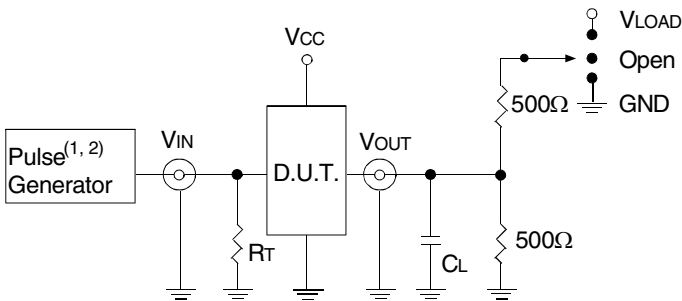 VLOAD
VCC
Open
500Ω
GND
Pulse(1, 2)
Generator
VIN
VOUT
D.U.T.
RT
CL
500Ω